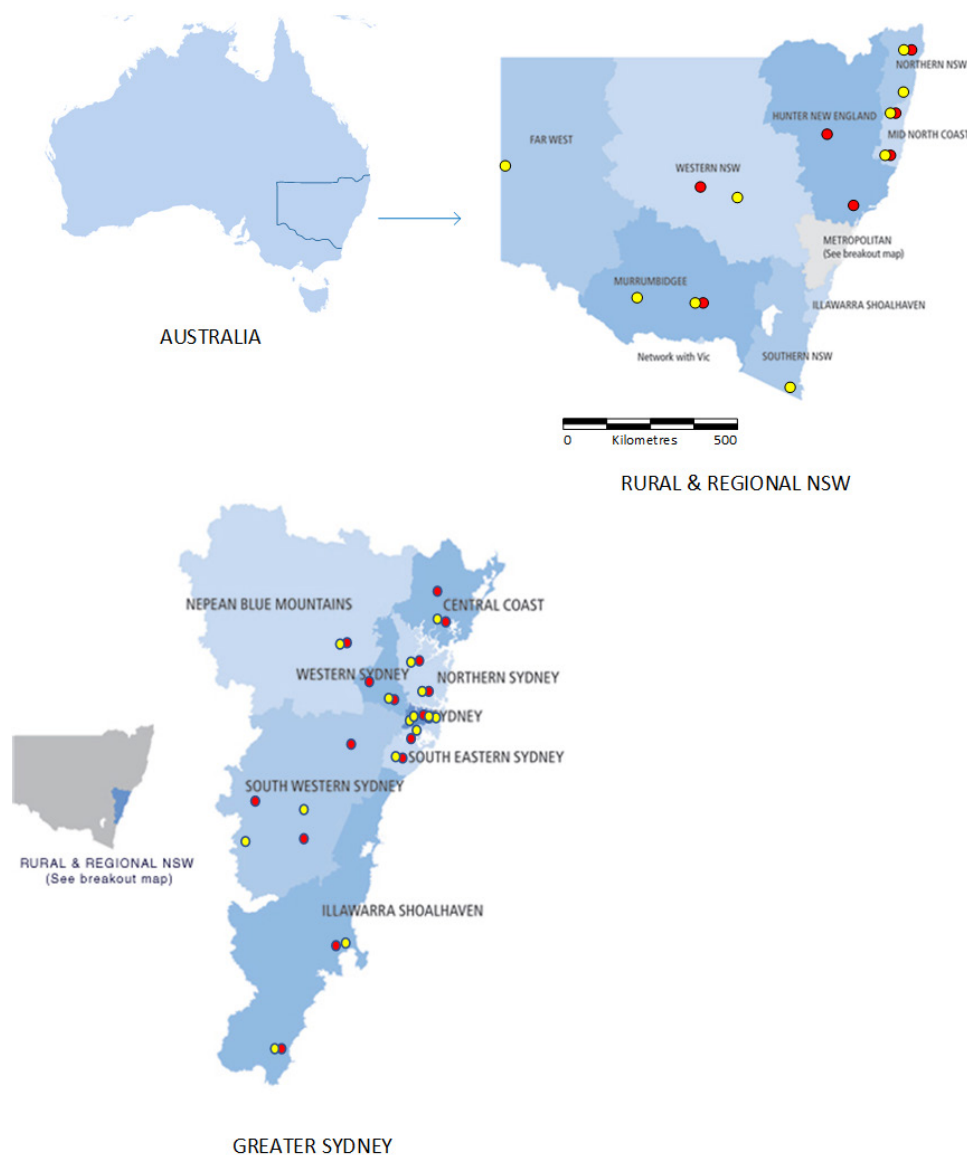 AUSTRALIA
NORTHERN NSW
HUNTER NEW ENGLAND
MID NORTH COAST
FAR WEST
WESTERN NSW
METROPOLITAN
(See breakout map)
MURRUMBIDGEE
ILLAWARRA SHOALHAVEN
Network with Vic
SOUTHERN NSW
0 Kilometres 500
RURAL & REGIONAL NSW
NEPEAN BLUE MOUNTAINS
CENTRAL COAST
WESTERN SYDNEY
NORTHERN SYDNEY
SYDNEY
SOUTH EASTERN SYDNEY
SOUTH WESTERN SYDNEY
RURAL & REGIONAL NSW
(See breakout map)
ILLAWARRA SHOALHAVEN
GREATER SYDNEY